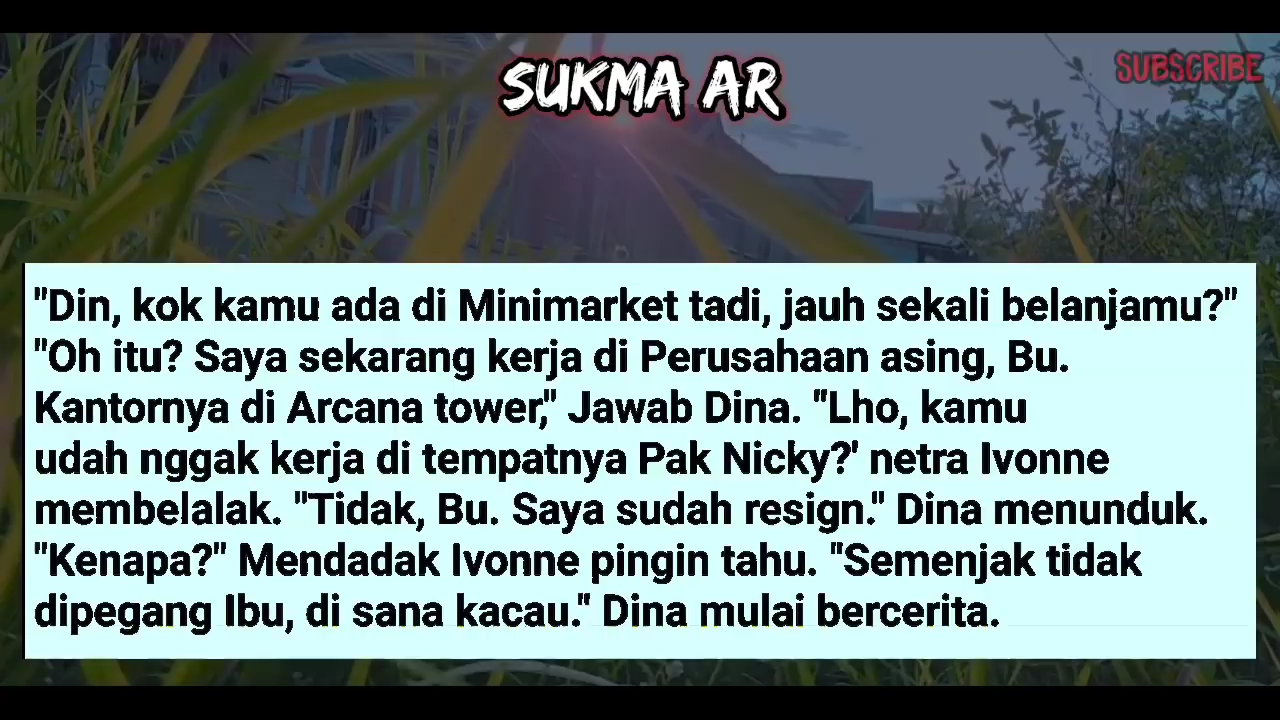 SUKMA AR
SUBSCRIBE
"Din, kok kamu ada di Minimarket tadi, jauh sekali belanjamu?"
"Oh itu? Saya sekarang kerja di Perusahaan asing, Bu.
Kantornya di Arcana tower," Jawab Dina. "Lho, kamu
udah nggak kerja di tempatnya Pak Nicky?' netra Ivonne
membelalak. "Tidak, Bu. Saya sudah resign." Dina menunduk.
"Kenapa?" Mendadak Ivonne pingin tahu. "Semenjak tidak
dipegang Ibu, di sana kacau." Dina mulai bercerita.